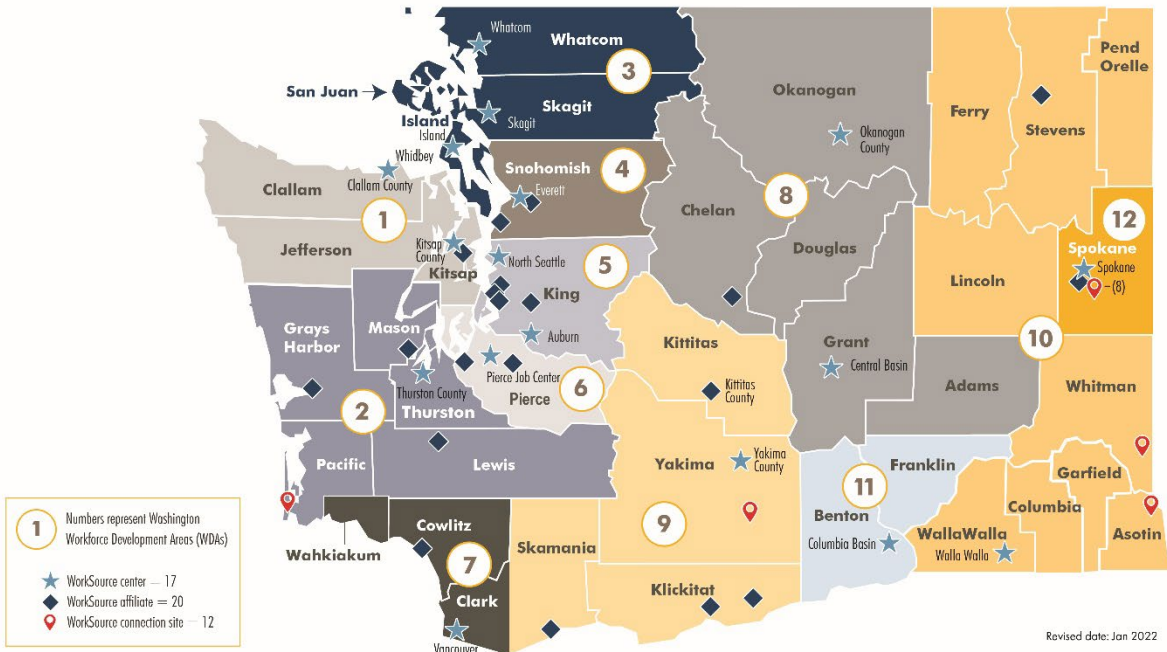 Whatcom
Whatcom
3
San Juan
Skagit
Skagit
Island
Island
Whidbey
Okanogan
Okanogan
County
Ferry
Stevens
Pend
Orelle
Clallam
Clallam County
1
Jefferson
Snohomish
4
Everett
Chelan
8
Douglas
12
Spokane
Spokane
–(8)
Lincoln
Kitsap
County
Kitsap
North Seattle
5
King
Auburn
Grays
Harbor
Mason
Thurston County
Thurston
2
Pierce Job Center
Pierce
6
Kittitas
Kittitas
County
Grant
Central Basin
10
Adams
Whitman
Pacific
Lewis
Yakima
Yakima
County
9
Franklin
11
Benton
Columbia Basin
Garfield
Columbia
WallaWalla
Walla Walla
Asotin
Wahkiakum
Cowlitz
7
Clark
Vancouver
Skamania
Klickitat
1
Numbers represent Washington
Workforce Development Areas (WDAs)
WorkSource center — 17
WorkSource affiliate = 20
WorkSource connection site — 12
Revised date: Jan 2022